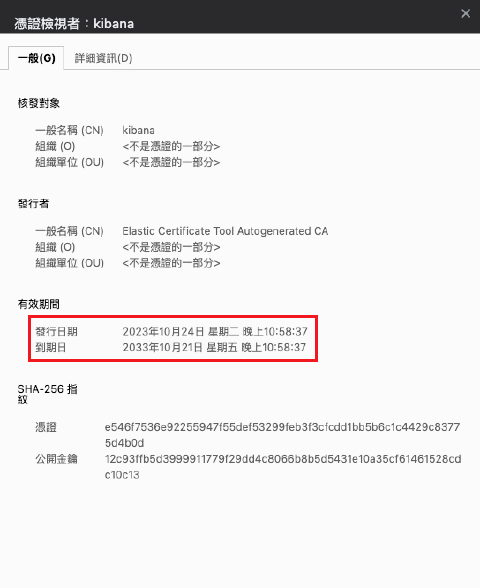 憑證檢視者：kibana
一般(G) 詳細資訊(D)
核發對象
一般名稱 (CN) kibana
組織 (O) <不是憑證的一部分>
組織單位 (OU) <不是憑證的一部分>
發行者
一般名稱 (CN) Elastic Certificate Tool Autogenerated CA
組織 (O) <不是憑證的一部分>
組織單位 (OU) <不是憑證的一部分>
有效期間
發行日期 2023年10月24日 星期二 晚上10:58:37
到期日 2033年10月21日 星期五 晚上10:58:37
SHA-256 指
紋
憑證 e546f7536e92255947f55def53299feb3f3cfcdd1bb5b6c1c4429c8377
5d4b0d
公開金鑰 12c93ffb5d3999911779f29dd4c8066b8b5d5431e10a35cf61461528cd
c10c13